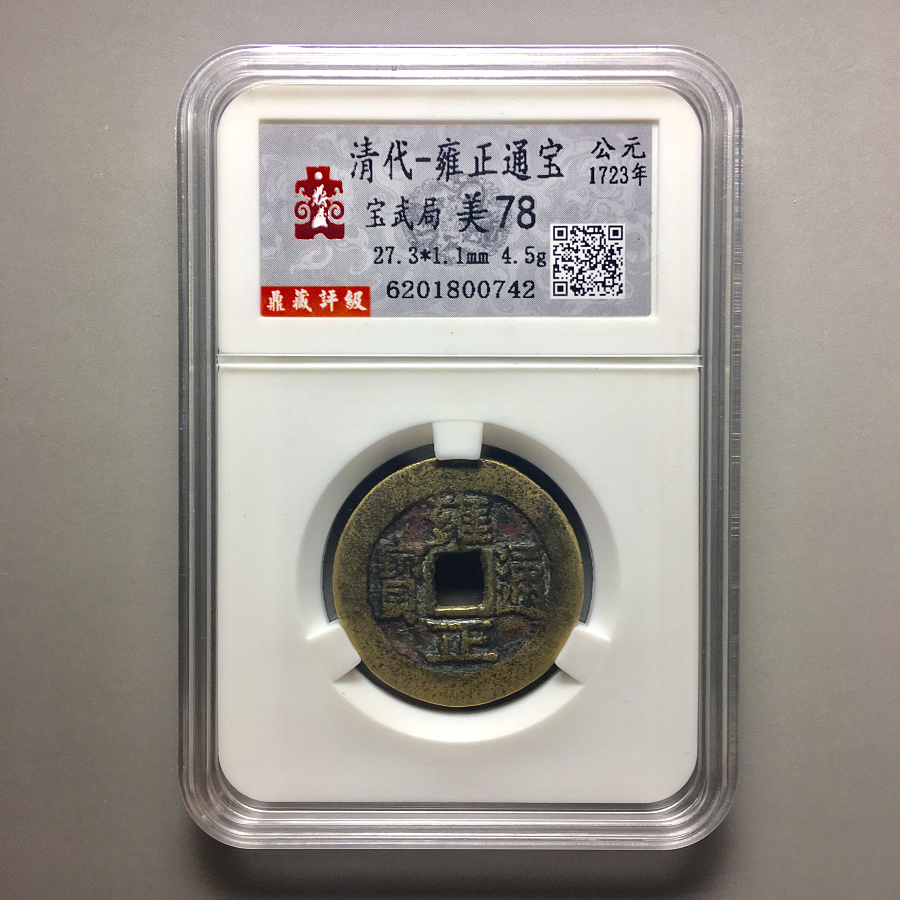 清代-雍正通宝
公元
1723年
宝武局 美78
27.3*1.1mm 4.5g
6201800742
鼎藏評級
雍正通寶